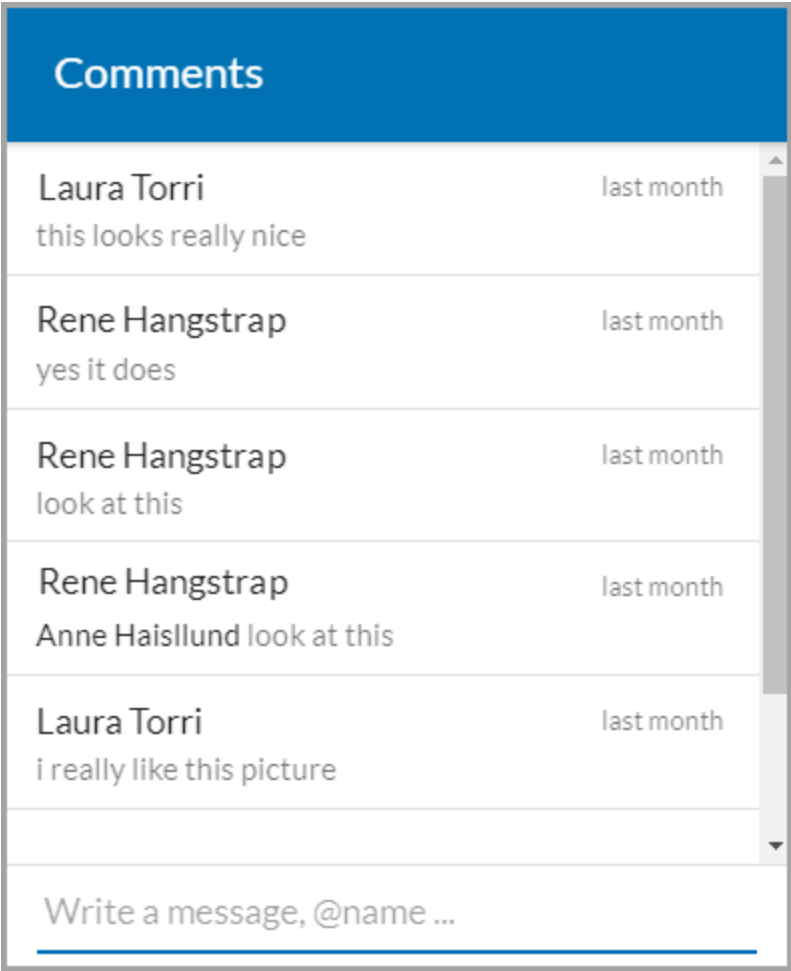 Comments
Laura Torri last month
this looks really nice
Rene Hangstrap last month
yes it does
Rene Hangstrap last month
look at this
Rene Hangstrap last month
Anne Haisllund look at this
Laura Torri last month
i really like this picture
Write a message, @name ...